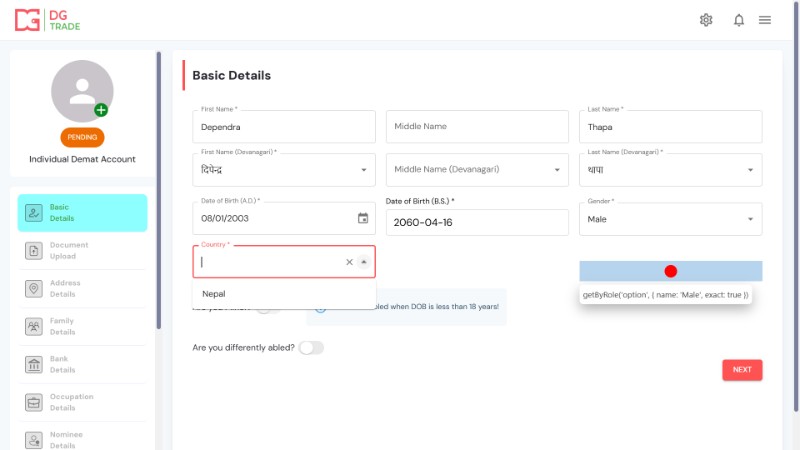 DG
TRADE
PENDING
Individual Demat Account
Basic
Details
Document
Upload
Address
Details
Family
Details
Bank
Details
Occupation
Details
Nominee
Details
Basic Details
First Name *
Dependra
Middle Name
Last Name *
Thapa
First Name (Devanagari) *
दिपेन्द्र
Middle Name (Devanagari)
Last Name (Devanagari) *
थापा
Date of Birth (A.D.) *
08/01/2003
Date of Birth (B.S.) *
2060-04-16
Gender *
Male
Country *
Nepal
getByRole('option', { name: 'Male', exact: true })
when DOB is less than 18 years!
Are you differently abled?
NEXT